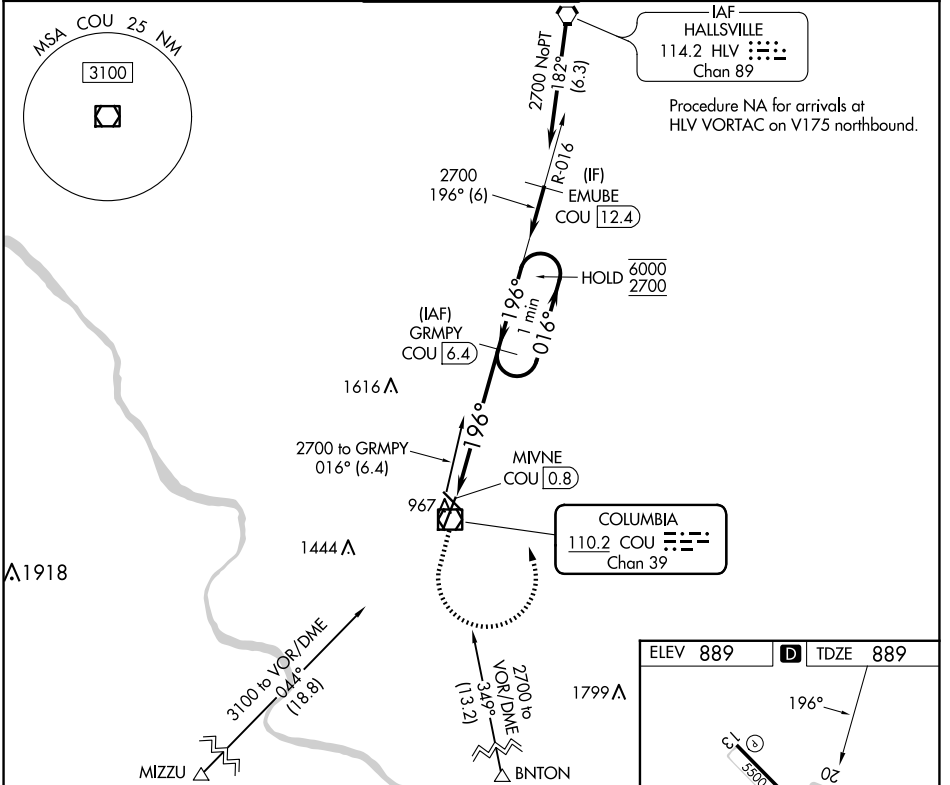 MSA COU 25 NM
3100
IAF
HALLSVILLE
114.2 HLV
Chan 89
Procedure NA for arrivals at
HLV VORTAC on V175 northbound.
2700 NoPT
182°
(6.3)
R-016
2700
196° (6)
(IF)
EMUBE
COU 12.4
HOLD 6000
2700
196°
1 min
016°
(IAF)
GRMPY
COU 6.4
1616
196°
2700 to GRMPY
016° (6.4)
MIVNE
COU 0.8
967
COLUMBIA
110.2 COU
Chan 39
1444
1918
3100 to VOR/DME
044°
(18.8)
2700 to
VOR/DME
349°
(13.2)
1799
MIZZU
BNTON
ELEV 889 D TDZE 889
196°
13
P
5500
20